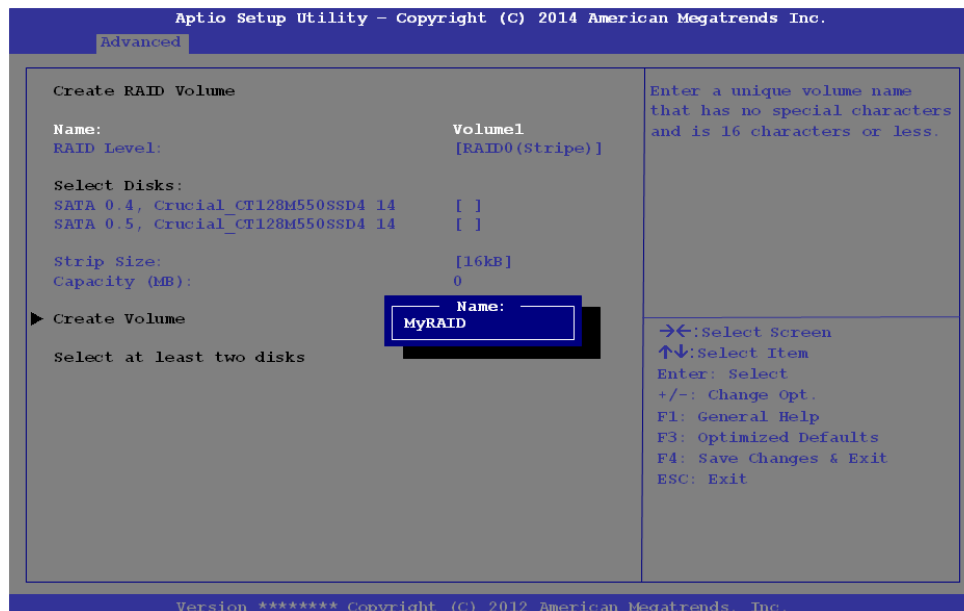 Aptio Setup Utility – Copyright (C) 2014 American Megatrends Inc.
Advanced
Create RAID Volume
Name: Volume1
RAID Level: [RAID0(Stripe)]
Select Disks:
SATA 0.4, Crucial_CT128M550SSD4 14 [ ]
SATA 0.5, Crucial_CT128M550SSD4 14 [ ]
Strip Size: [16kB]
Capacity (MB): 0
Create Volume
Select at least two disks
Name:
MyRAID
Enter a unique volume name
that has no special characters
and is 16 characters or less.
→←:Select Screen
↑↓:Select Item
Enter: Select
+/-: Change Opt.
F1: General Help
F3: Optimized Defaults
F4: Save Changes & Exit
ESC: Exit
Version ******** Copyright (C) 2012 American Megatrends, Inc.